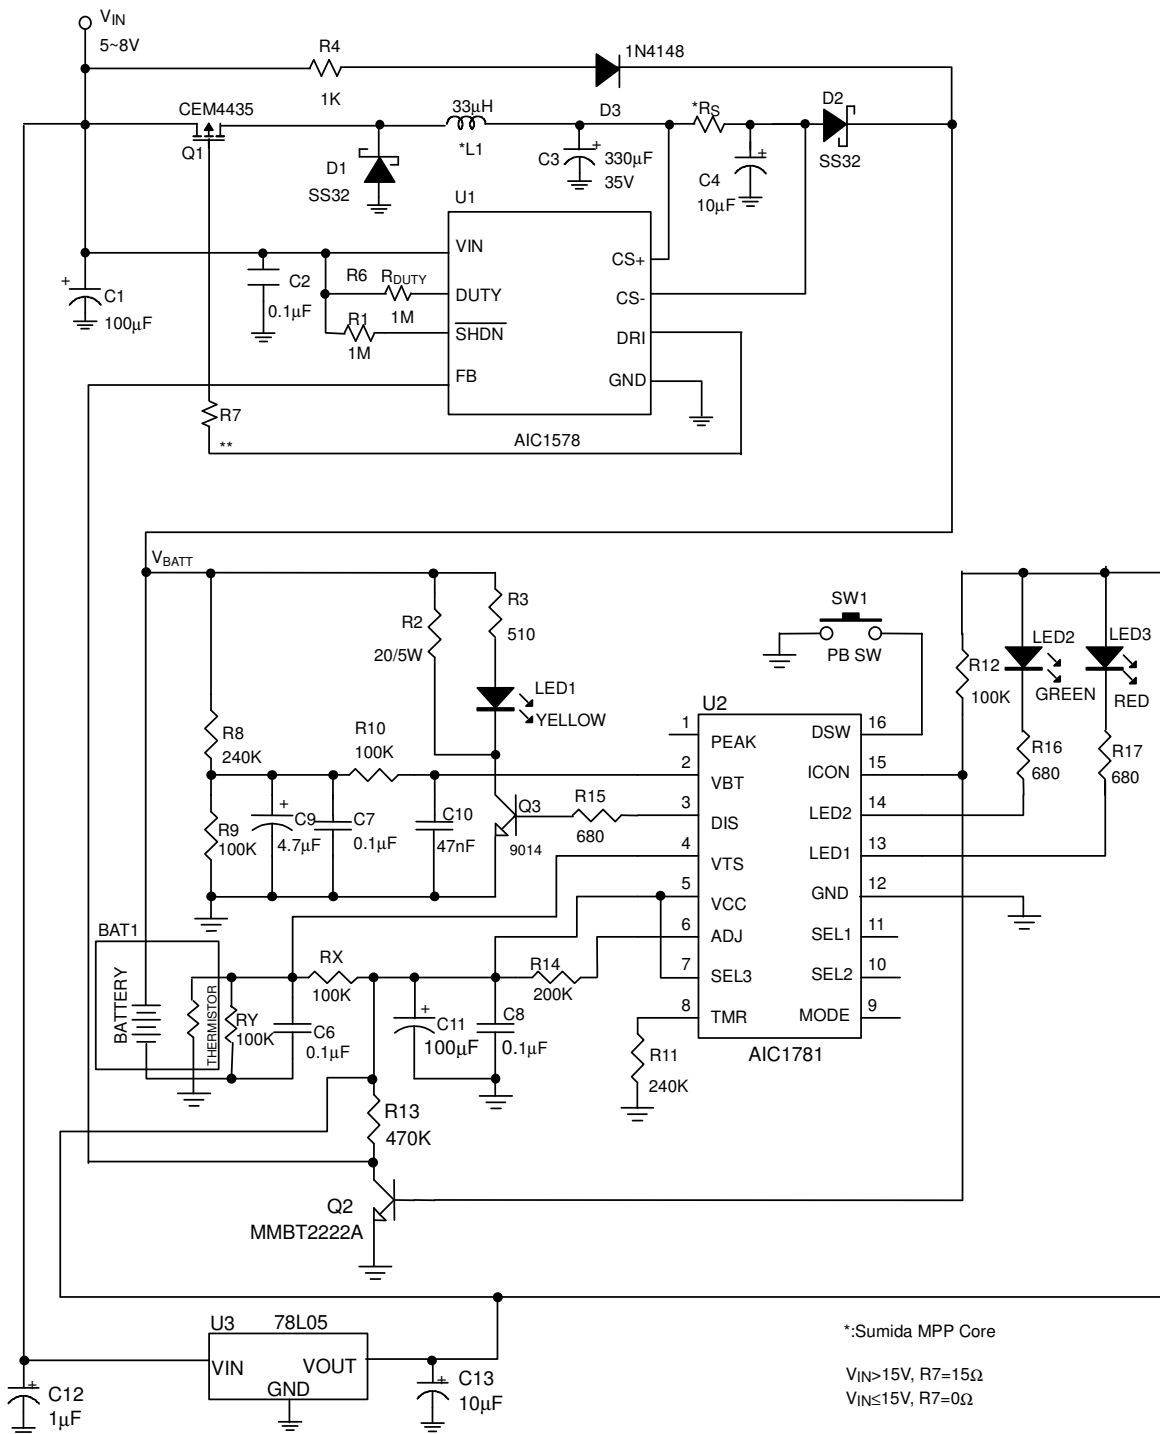 VIN
5~8V
R4
1K
1N4148
CEM4435
Q1
33µH
*L1
D3
*RS
D2
SS32
D1
SS32
C3
330µF
35V
C4
10µF
U1
VIN
DUTY
SHDN
FB
CS+
CS-
DRI
GND
AIC1578
C1
100µF
C2
0.1µF
R6
RDUTY
1M
R1
1M
R7
**
VBATT
R2
20/5W
R3
510
LED1
YELLOW
SW1
PB SW
R12
100K
LED2
GREEN
LED3
RED
R8
240K
R10
100K
R9
100K
C9
4.7µF
C7
0.1µF
C10
47nF
Q3
9014
R15
680
R16
680
R17
680
U2
1
PEAK
2
VBT
3
DIS
4
VTS
5
VCC
6
ADJ
7
SEL3
8
TMR
16
DSW
15
ICON
14
LED2
13
LED1
12
GND
11
SEL1
10
SEL2
9
MODE
AIC1781
BAT1
BATTERY
THERMISTOR
RY
100K
C6
0.1µF
RX
100K
C11
100µF
C8
0.1µF
R14
200K
R11
240K
R13
470K
Q2
MMBT2222A
U3
78L05
VIN
VOUT
GND
C12
1µF
C13
10µF
*:Sumida MPP Core
VIN>15V, R7=15Ω
VIN≤15V, R7=0Ω